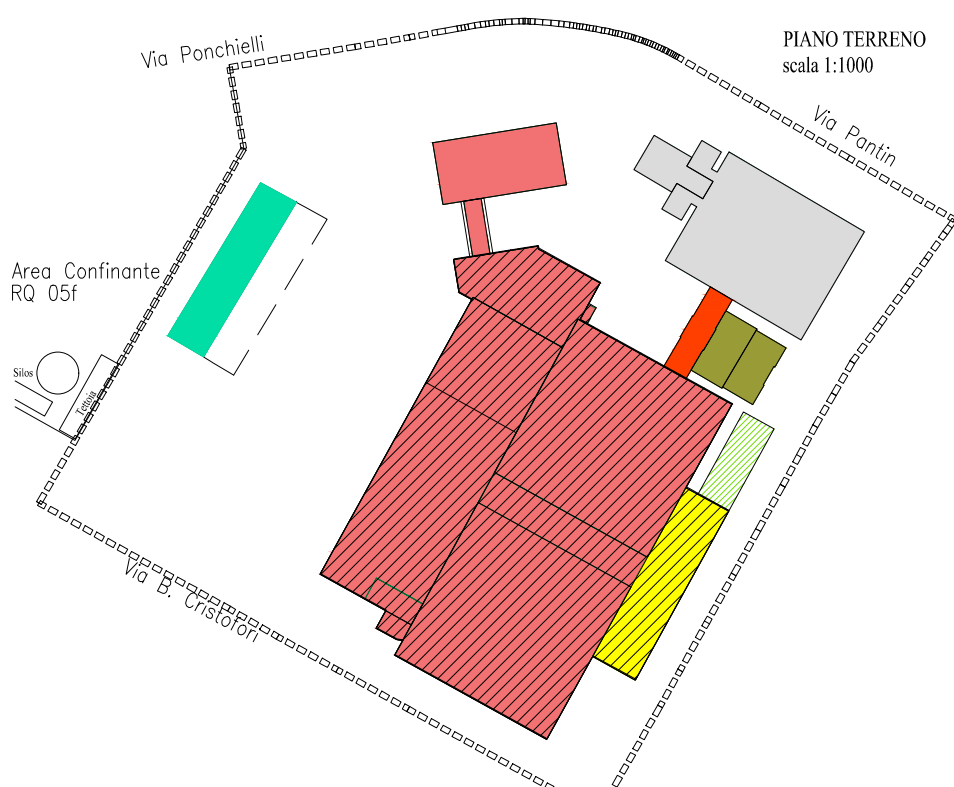 Via Ponchielli
PIANO TERRENO
scala 1:1000
Via Pantin
Area Confinante
RQ 05f
Silos
Tettoia
Via B. Cristofori